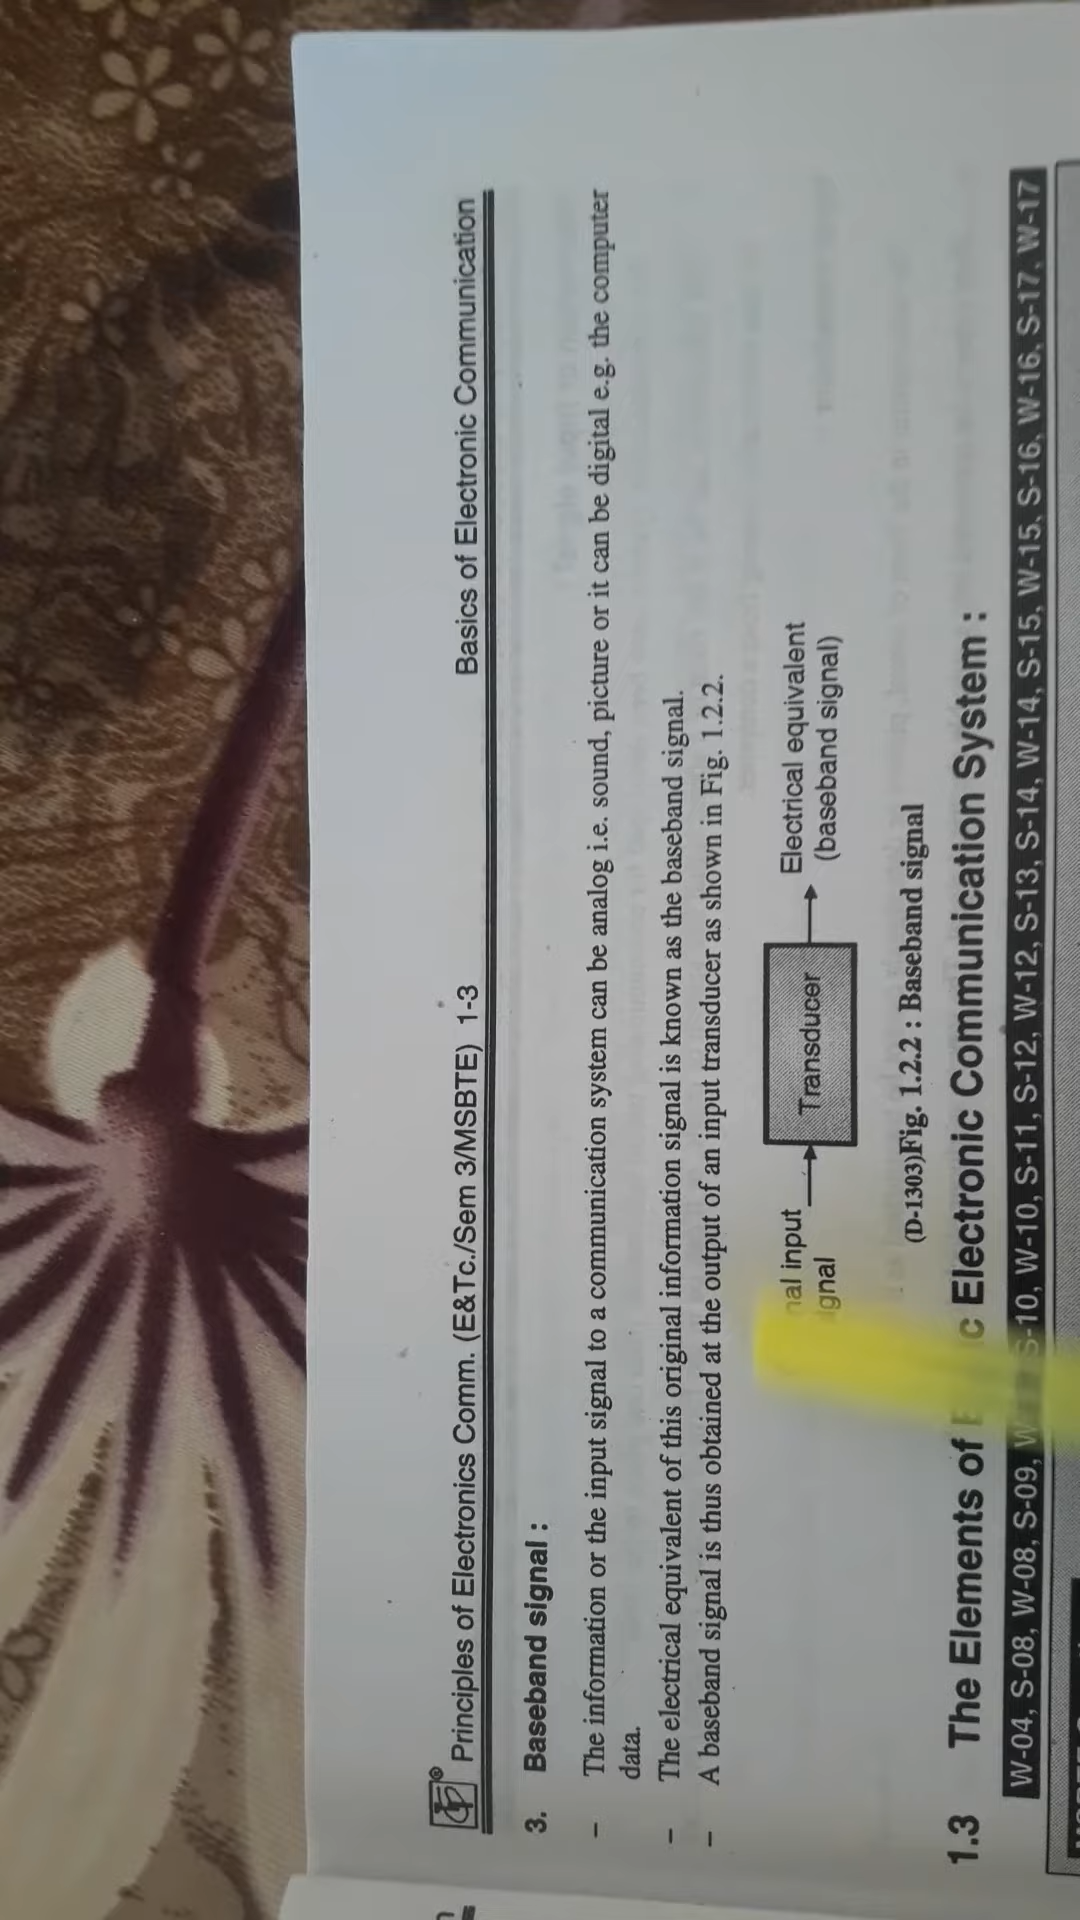 Principles of Electronics Comm. (E&Tc./Sem 3/MSBTE) 1-3 Basics of Electronic Communication
3. Baseband signal :
– The information or the input signal to a communication system can be analog i.e. sound, picture or it can be digital e.g. the computer
data.
– The electrical equivalent of this original information signal is known as the baseband signal.
– A baseband signal is thus obtained at the output of an input transducer as shown in Fig. 1.2.2.
nal input
ignal
Transducer
Electrical equivalent
(baseband signal)
(D-1303)Fig. 1.2.2 : Baseband signal
1.3 The Elements of Electronic Communication System :
W-04, S-08, W-08, S-09, S-10, W-10, S-11, S-12, W-12, S-13, S-14, W-14, S-15, W-15, S-16, W-16, S-17, W-17